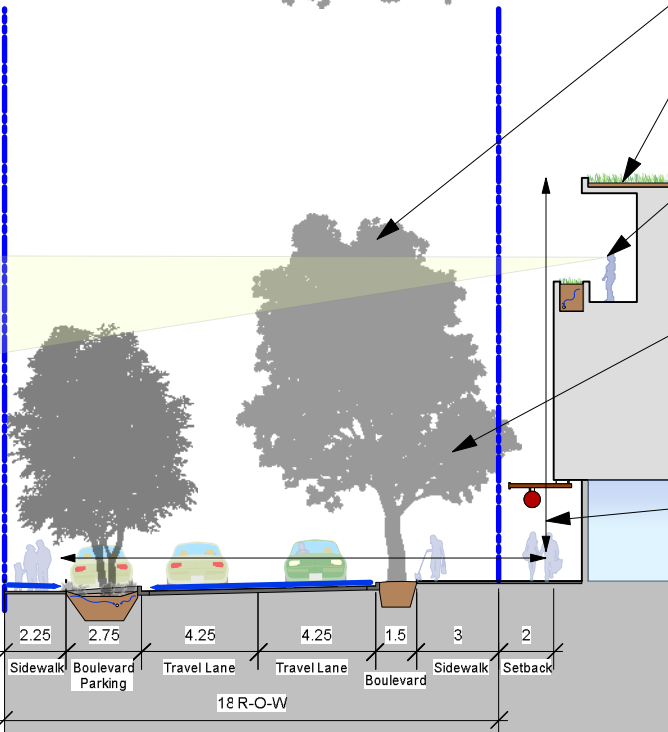 2.25 2.75 4.25 4.25 1.5 3 2
Sidewalk Boulevard Parking Travel Lane Travel Lane Boulevard Sidewalk Setback
18 R-O-W